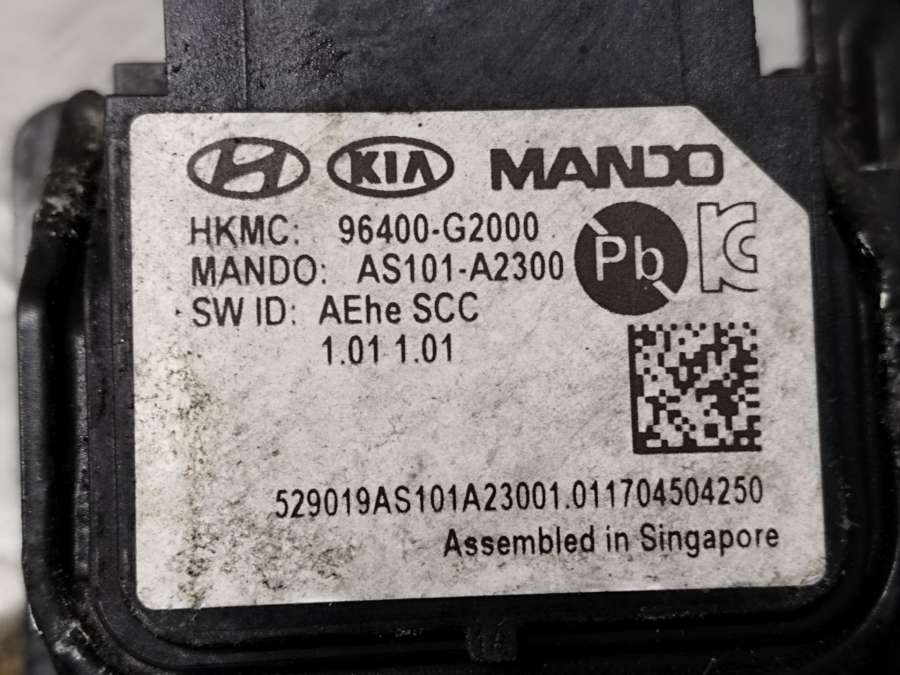 KIA MANDO
HKMC: 96400-G2000
MANDO: AS101-A2300
Pb
SW ID: AEhe SCC
1.01 1.01
529019AS101A23001.011704504250
Assembled in Singapore